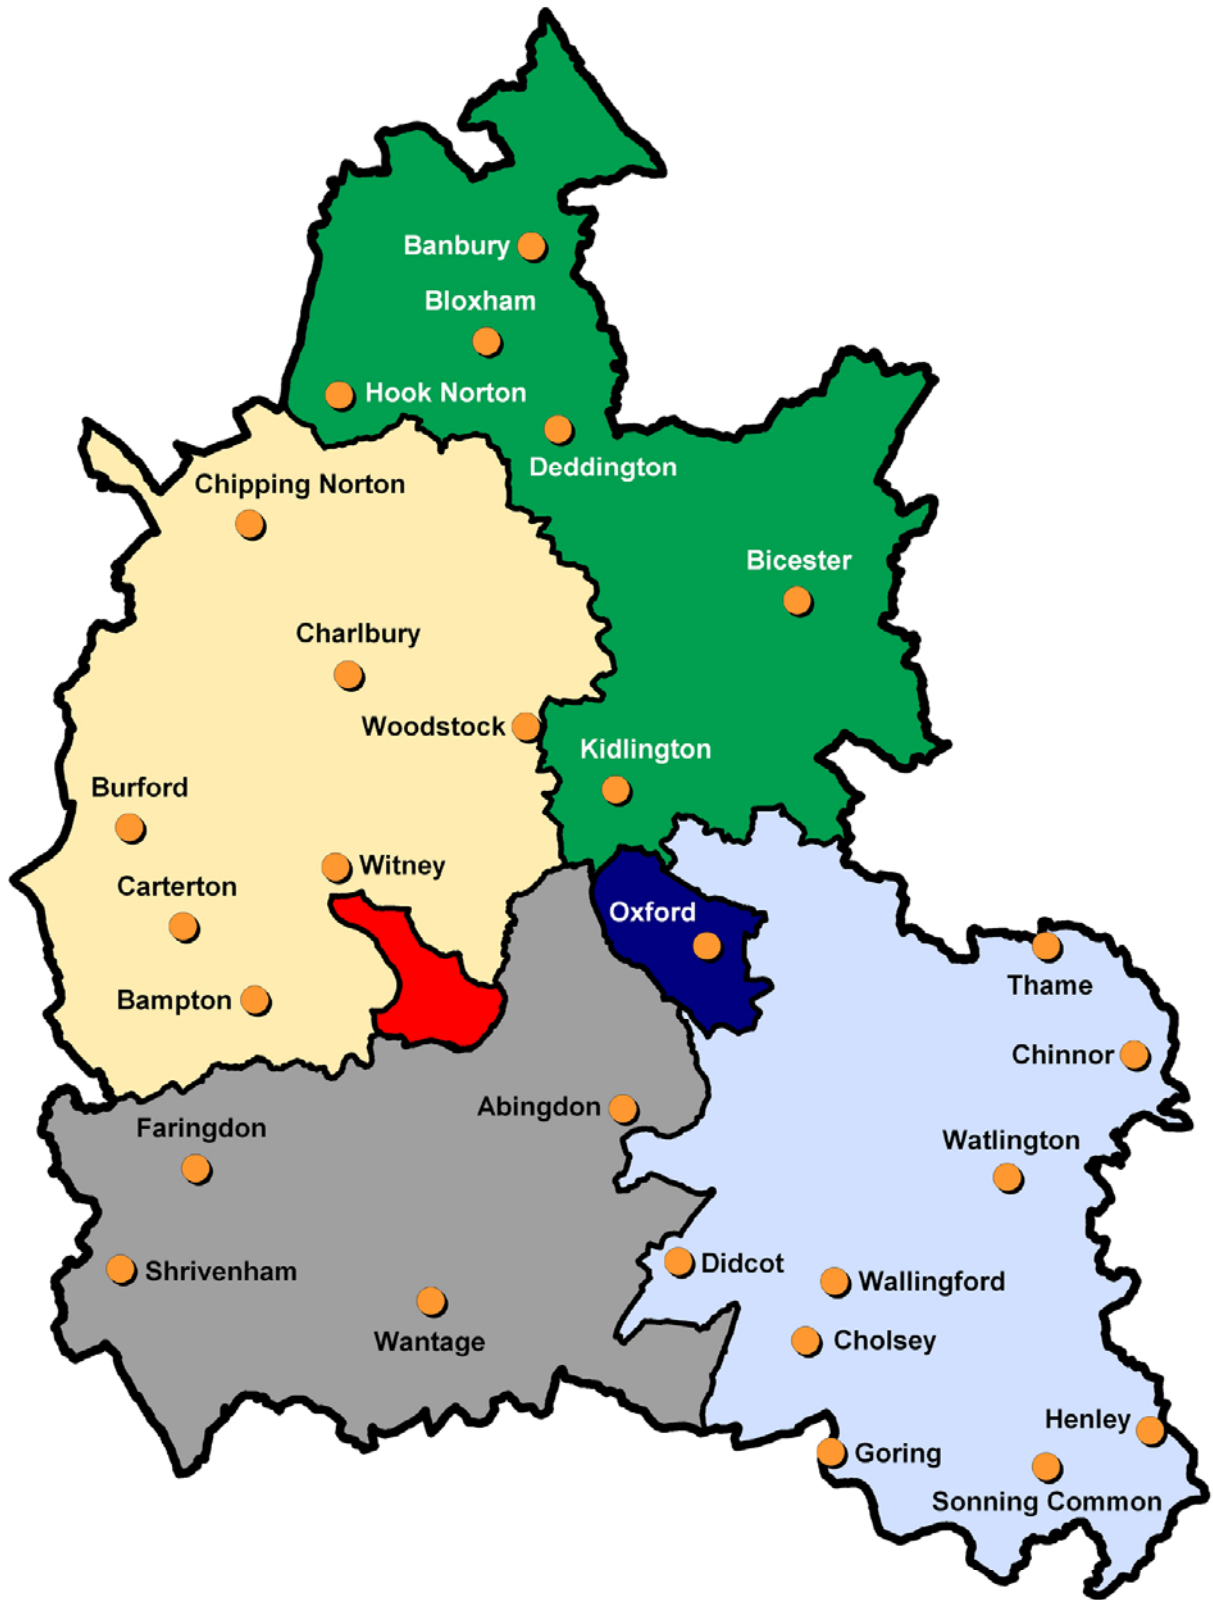 Banbury
Bloxham
Hook Norton
Deddington
Chipping Norton
Bicester
Charlbury
Woodstock
Kidlington
Burford
Witney
Carterton
Oxford
Bampton
Thame
Chinnor
Abingdon
Faringdon
Watlington
Didcot
Shrivenham
Wallingford
Wantage
Cholsey
Henley
Goring
Sonning Common